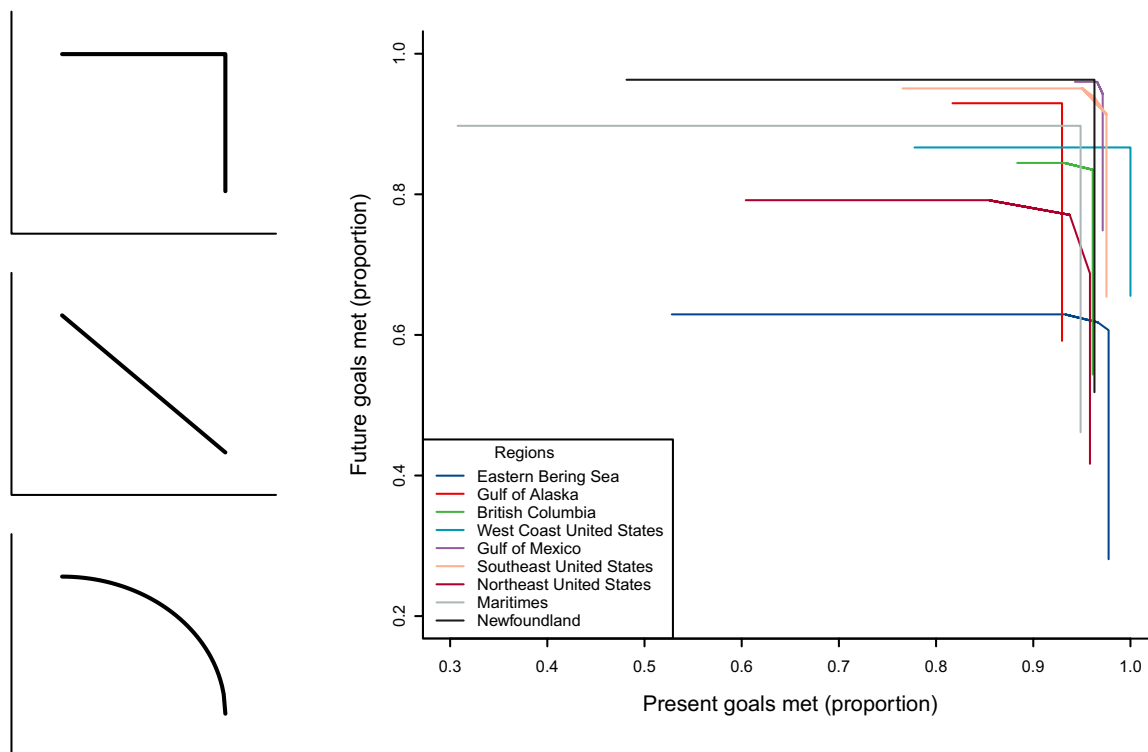 Future goals met (proportion)
1.0
0.8
0.6
0.4
0.2
Regions
Eastern Bering Sea
Gulf of Alaska
British Columbia
West Coast United States
Gulf of Mexico
Southeast United States
Northeast United States
Maritimes
Newfoundland
0.3 0.4 0.5 0.6 0.7 0.8 0.9 1.0
Present goals met (proportion)